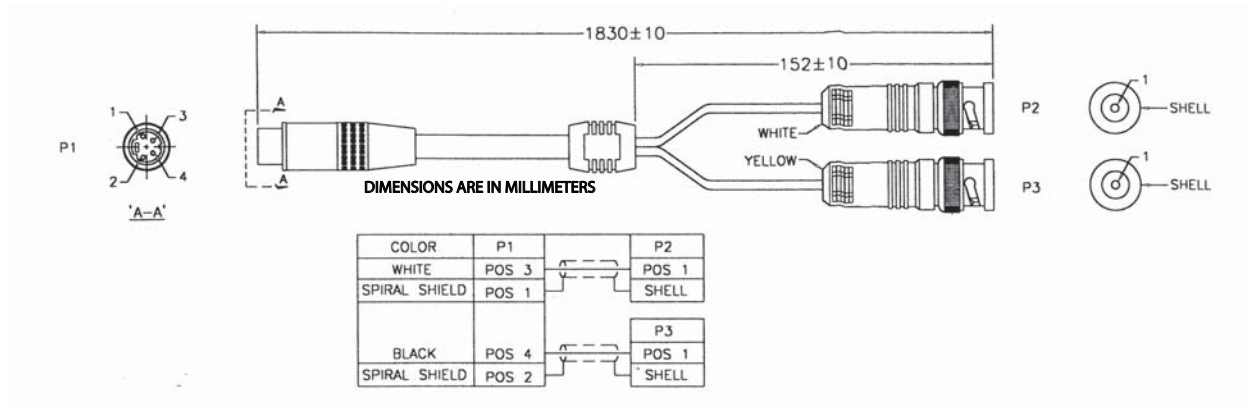 1830±10
152±10
A
1
3
P1
2
4
'A-A'
A
DIMENSIONS ARE IN MILLIMETERS
WHITE
P2
1
SHELL
YELLOW
P3
1
SHELL
COLOR P1 P2
WHITE POS 3 POS 1
SPIRAL SHIELD POS 1 SHELL
P3
BLACK POS 4 POS 1
SPIRAL SHIELD POS 2 SHELL